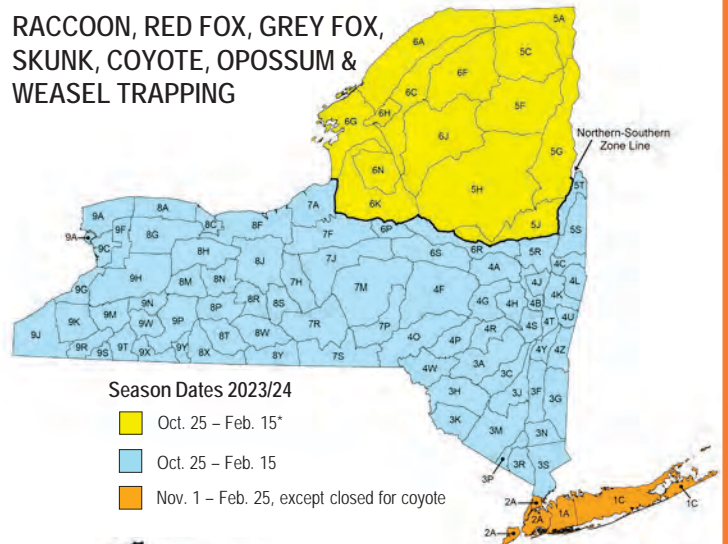 RACCOON, RED FOX, GREY FOX,
SKUNK, COYOTE, OPOSSUM &
WEASEL TRAPPING
5A
6A
5C
6F
6C
5F
6H
6G
6J
5G
Northern-Southern
Zone Line
6N
5H
5T
6K
5J
7A
5S
9A
8A
8C
8F
6P
9F
9A
8G
7F
9C
6S
6R
5R
8H
8J
7J
4A
4C
9H
8M
8N
7H
7M
4F
4J
4L
9G
4K
9N
8R
8S
4G
4H
4B
9M
8P
4U
9K
9W
9P
7R
7P
4R
4S
4T
9J
8T
8W
4O
4P
9R
9S
9T
9X
9Y
8X
8Y
7S
4Y
4Z
4W
3A
3C
3H
3J
3F
3G
3K
3M
3N
3P
3R
3S
Season Dates 2023/24
Oct. 25 – Feb. 15*
Oct. 25 – Feb. 15
Nov. 1 – Feb. 25, except closed for coyote
2A
2A
1A
1C
1C
2A